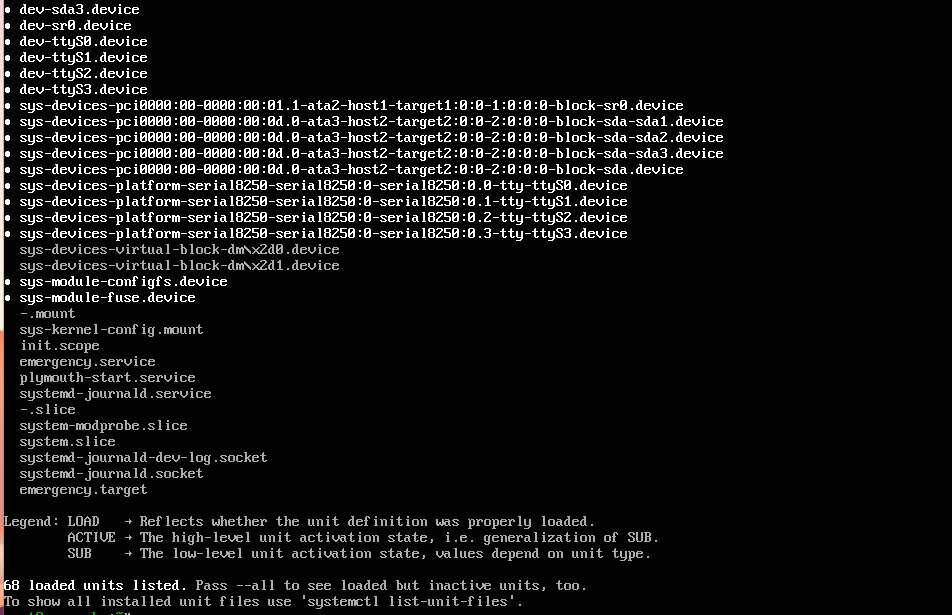 ● dev-sda3.device
● dev-sr0.device
● dev-ttyS0.device
● dev-ttyS1.device
● dev-ttyS2.device
● dev-ttyS3.device
● sys-devices-pci0000:00-0000:00:01.1-ata2-host1-target1:0:0-1:0:0:0-block-sr0.device
● sys-devices-pci0000:00-0000:00:0d.0-ata3-host2-target2:0:0-2:0:0:0-block-sda-sda1.device
● sys-devices-pci0000:00-0000:00:0d.0-ata3-host2-target2:0:0-2:0:0:0-block-sda-sda2.device
● sys-devices-pci0000:00-0000:00:0d.0-ata3-host2-target2:0:0-2:0:0:0-block-sda-sda3.device
● sys-devices-pci0000:00-0000:00:0d.0-ata3-host2-target2:0:0-2:0:0:0-block-sda.device
● sys-devices-platform-serial8250-serial8250:0-serial8250:0.0-tty-ttyS0.device
● sys-devices-platform-serial8250-serial8250:0-serial8250:0.1-tty-ttyS1.device
● sys-devices-platform-serial8250-serial8250:0-serial8250:0.2-tty-ttyS2.device
● sys-devices-platform-serial8250-serial8250:0-serial8250:0.3-tty-ttyS3.device
sys-devices-virtual-block-dm\x2d0.device
sys-devices-virtual-block-dm\x2d1.device
● sys-module-configfs.device
● sys-module-fuse.device
-.mount
sys-kernel-config.mount
init.scope
emergency.service
plymouth-start.service
systemd-journald.service
-.slice
system-modprobe.slice
system.slice
systemd-journald-dev-log.socket
systemd-journald.socket
emergency.target
Legend: LOAD → Reflects whether the unit definition was properly loaded.
ACTIVE → The high-level unit activation state, i.e. generalization of SUB.
SUB → The low-level unit activation state, values depend on unit type.
68 loaded units listed. Pass --all to see loaded but inactive units, too.
To show all installed unit files use 'systemctl list-unit-files'.